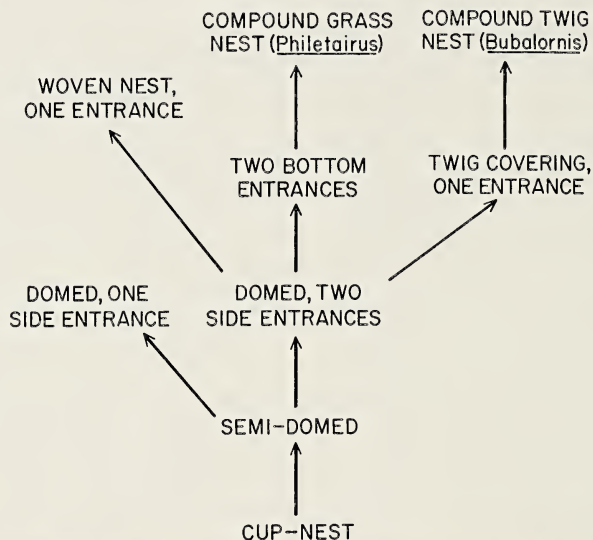 COMPOUND GRASS
NEST (Philetairus)
COMPOUND TWIG
NEST (Bubalornis)
WOVEN NEST,
ONE ENTRANCE
TWO BOTTOM
ENTRANCES
TWIG COVERING,
ONE ENTRANCE
DOMED, ONE
SIDE ENTRANCE
DOMED, TWO
SIDE ENTRANCES
SEMI-DOMED
CUP-NEST